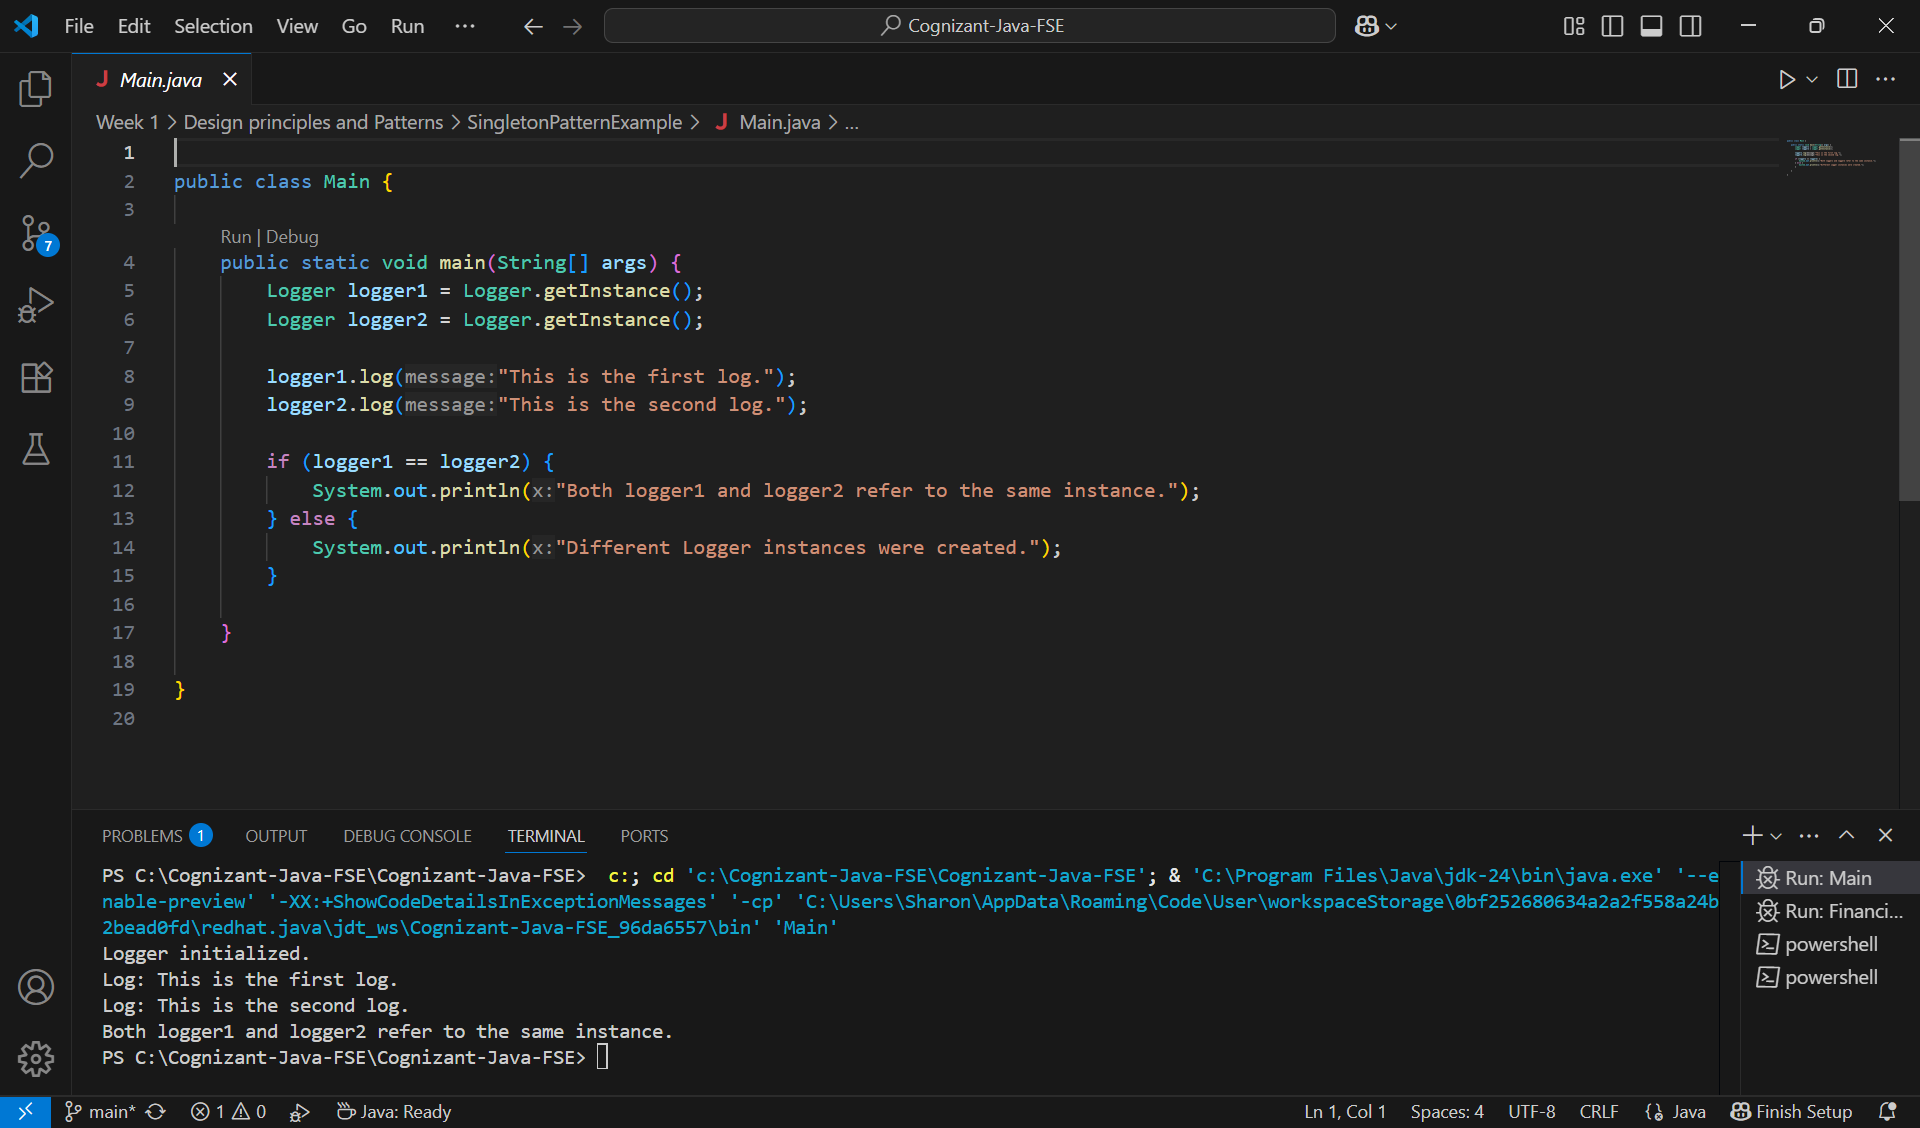 File Edit Selection View Go Run ···
Cognizant-Java-FSE
Main.java
Week 1 > Design principles and Patterns > SingletonPatternExample > Main.java > ...
1
2 public class Main {
3
Run | Debug
4 public static void main(String[] args) {
5 Logger logger1 = Logger.getInstance();
6 Logger logger2 = Logger.getInstance();
7
8 logger1.log(message:"This is the first log.");
9 logger2.log(message:"This is the second log.");
10
11 if (logger1 == logger2) {
12 System.out.println(x:"Both logger1 and logger2 refer to the same instance.");
13 } else {
14 System.out.println(x:"Different Logger instances were created.");
15 }
16
17 }
18
19 }
20
7
PROBLEMS 1 OUTPUT DEBUG CONSOLE TERMINAL PORTS
PS C:\Cognizant-Java-FSE\Cognizant-Java-FSE>  c:; cd 'c:\Cognizant-Java-FSE\Cognizant-Java-FSE'; & 'C:\Program Files\Java\jdk-24\bin\java.exe' '--e
nable-preview' '-XX:+ShowCodeDetailsInExceptionMessages' '-cp' 'C:\Users\Sharon\AppData\Roaming\Code\User\workspaceStorage\0bf252680634a2a2f558a24b
2bead0fd\redhat.java\jdt_ws\Cognizant-Java-FSE_96da6557\bin' 'Main'
Logger initialized.
Log: This is the first log.
Log: This is the second log.
Both logger1 and logger2 refer to the same instance.
PS C:\Cognizant-Java-FSE\Cognizant-Java-FSE>
Run: Main
Run: Financi...
powershell
powershell
main* 1 0 Java: Ready Ln 1, Col 1 Spaces: 4 UTF-8 CRLF Java Finish Setup